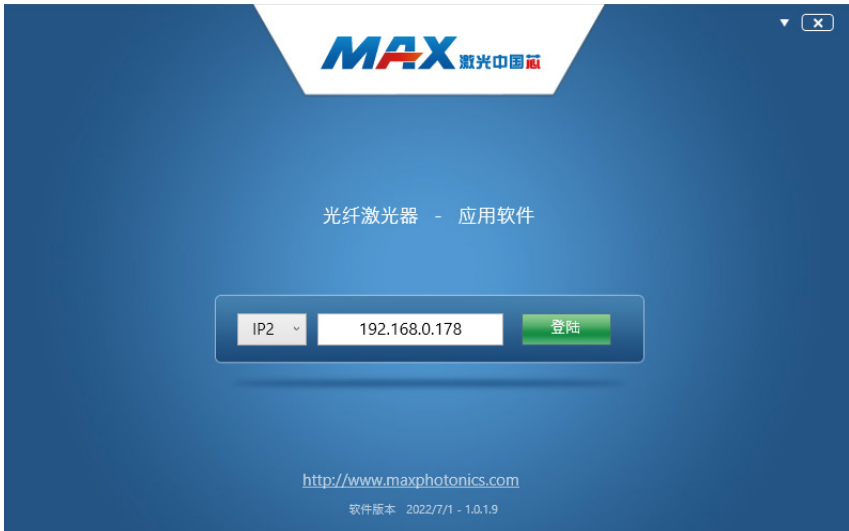 MAX 激光中国芯
光纤激光器 - 应用软件
IP2 192.168.0.178 登陆
http://www.maxphotonics.com
软件版本 2022/7/1 - 1.0.1.9